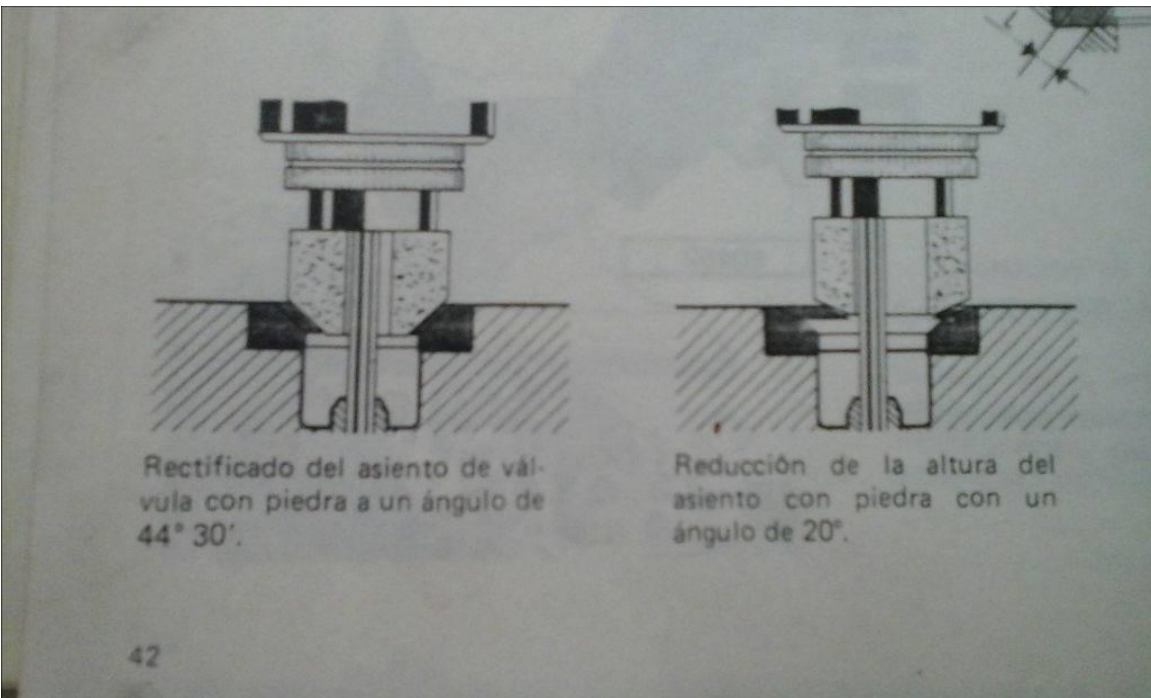 L
Rectificado del asiento de vál-
vula con piedra a un ángulo de
44° 30'.
Reducción de la altura del
asiento con piedra con un
ángulo de 20°.
42